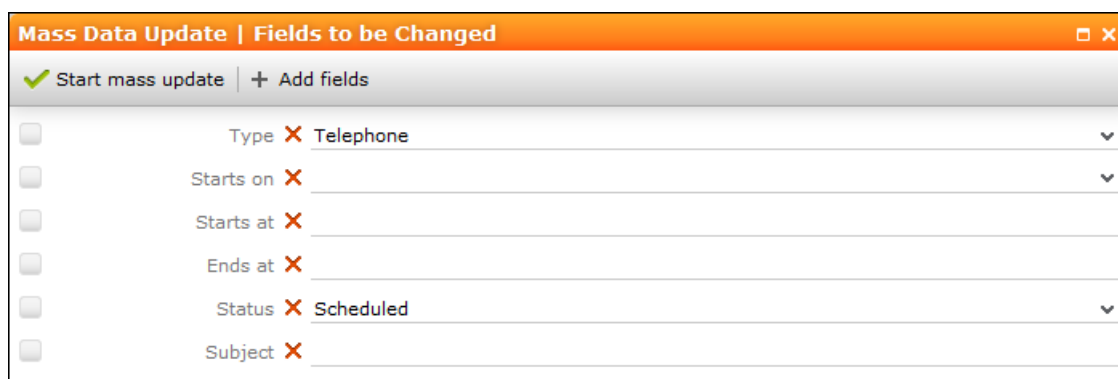 Mass Data Update | Fields to be Changed
Start mass update | + Add fields
Type Telephone
Starts on
Starts at
Ends at
Status Scheduled
Subject